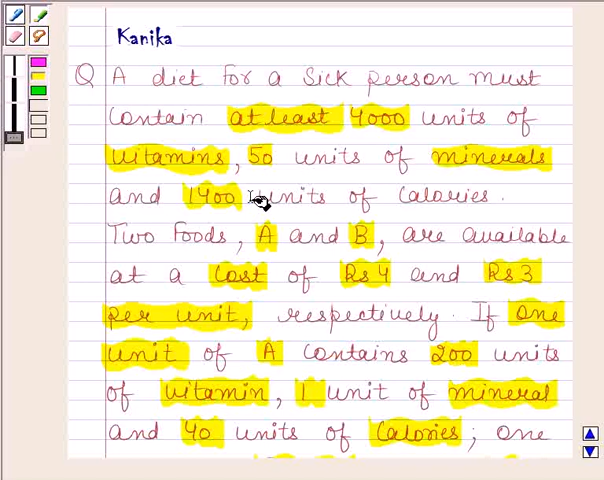 Kanika
Q A diet for a Sick person must
Contain at least 4000 units of
Vitamins, 50 units of minerals
and 1400 units of Calories.
Two Foods, A and B, are available
at a Cost of Rs 4 and Rs 3
per unit, respectively. If One
unit of A Contains 200 units
of vitamin, 1 unit of mineral
and 40 units of Calories; one